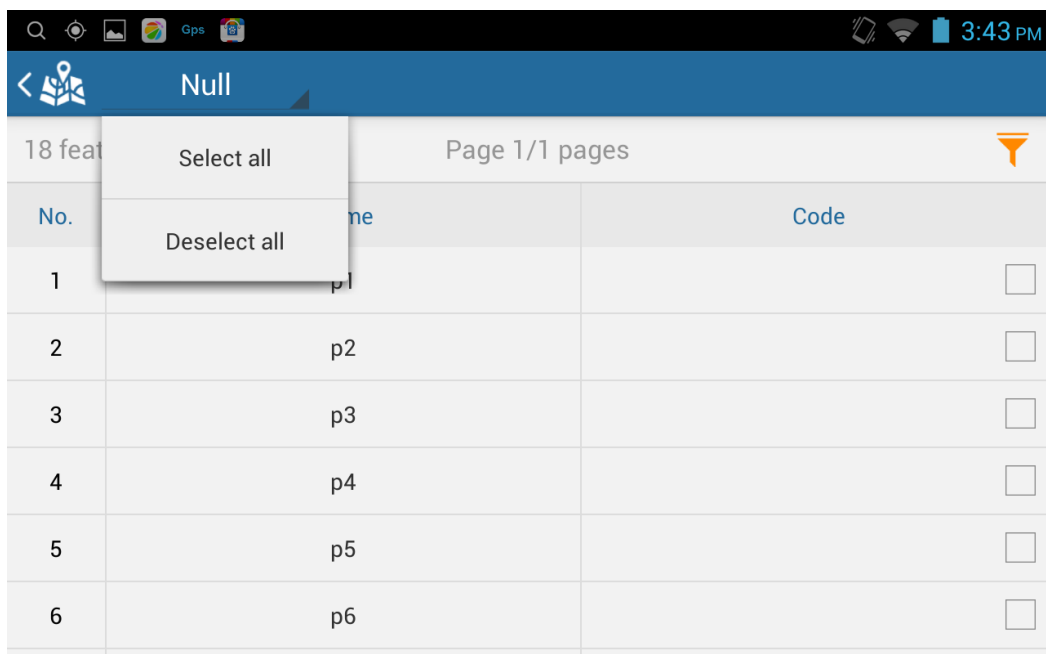 Gps 3:43 PM
Null
18 feat Page 1/1 pages
Select all
No. me Code
Deselect all
1 p1
2 p2
3 p3
4 p4
5 p5
6 p6